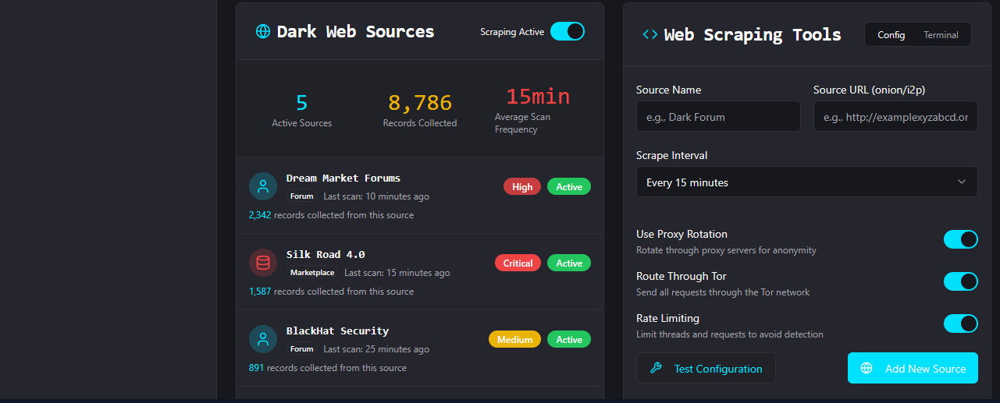 Dark Web Sources
Scraping Active
5
Active Sources
8,786
Records Collected
15min
Average Scan
Frequency
Dream Market Forums
Forum Last scan: 10 minutes ago
High Active
2,342 records collected from this source
Silk Road 4.0
Marketplace Last scan: 15 minutes ago
Critical Active
1,587 records collected from this source
BlackHat Security
Forum Last scan: 25 minutes ago
Medium Active
891 records collected from this source
Web Scraping Tools
Config Terminal
Source Name
e.g., Dark Forum
Source URL (onion/i2p)
e.g., http://examplexyzabcd.or
Scrape Interval
Every 15 minutes
Use Proxy Rotation
Rotate through proxy servers for anonymity
Route Through Tor
Send all requests through the Tor network
Rate Limiting
Limit threads and requests to avoid detection
Test Configuration
Add New Source